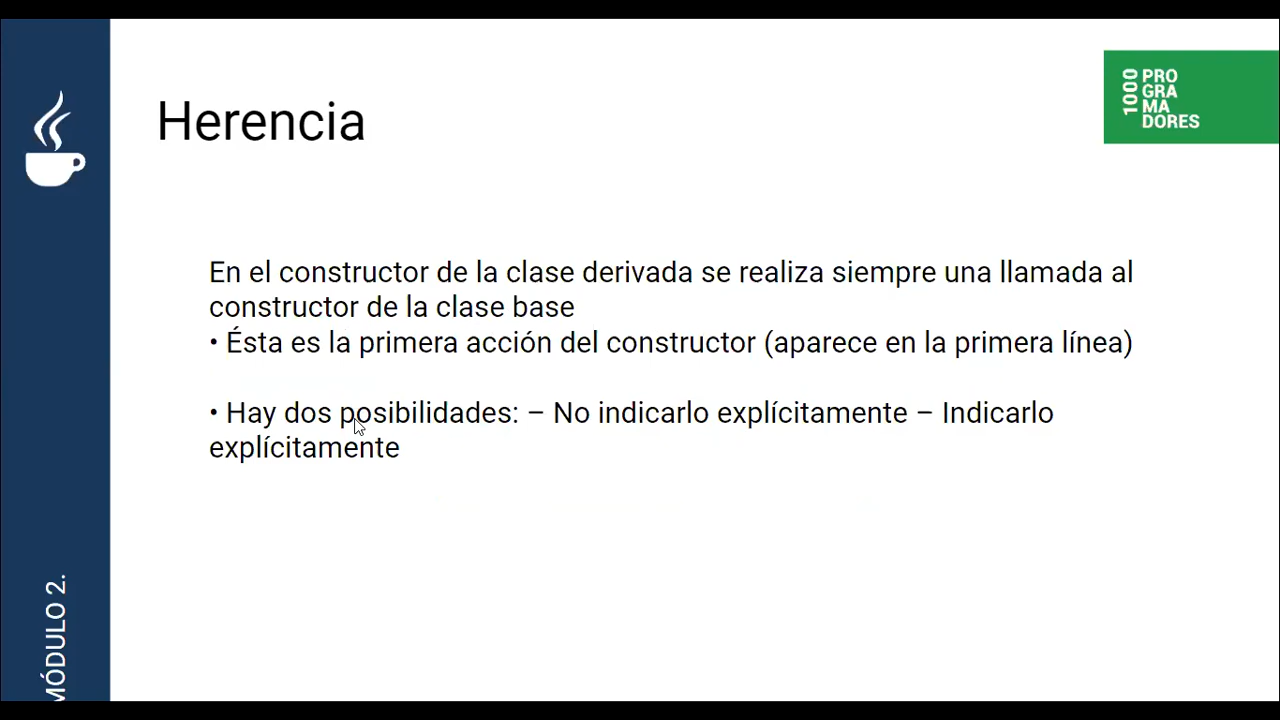 Herencia
1000
PRO
GRA
MA
DORES
En el constructor de la clase derivada se realiza siempre una llamada al
constructor de la clase base
• Ésta es la primera acción del constructor (aparece en la primera línea)
• Hay dos posibilidades: – No indicarlo explícitamente – Indicarlo
explícitamente
MÓDULO 2.